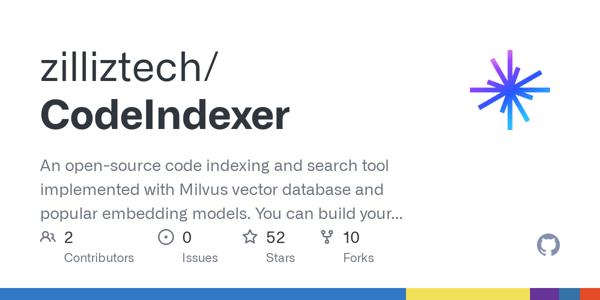 zilliztech/
CodeIndexer
An open-source code indexing and search tool
implemented with Milvus vector database and
popular embedding models. You can build your...
2 0 52 10
Contributors Issues Stars Forks